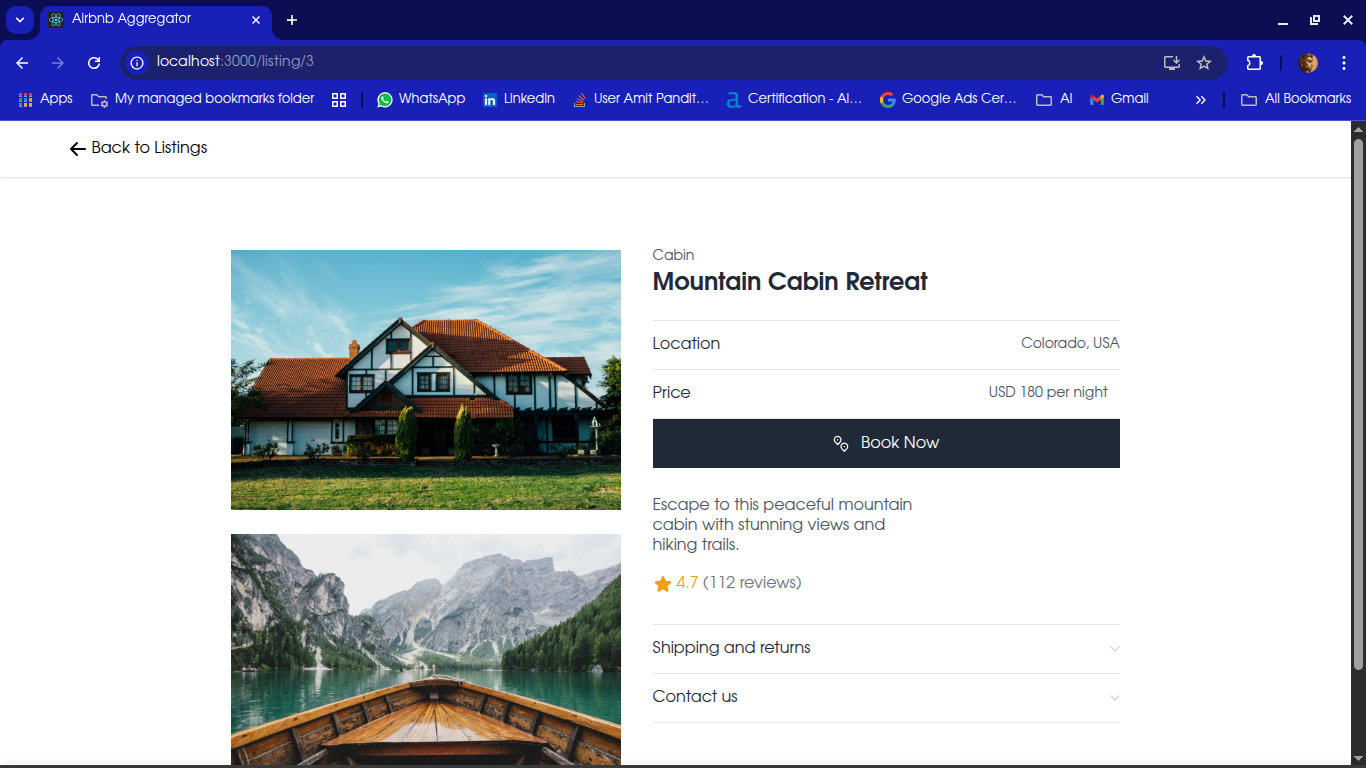 Airbnb Aggregator
localhost:3000/listing/3
Apps My managed bookmarks folder WhatsApp LinkedIn User Amit Pandit... Certification - Al... Google Ads Cer... AI Gmail All Bookmarks
Back to Listings
Cabin
Mountain Cabin Retreat
Location Colorado, USA
Price USD 180 per night
Book Now
Escape to this peaceful mountain
cabin with stunning views and
hiking trails.
4.7 (112 reviews)
Shipping and returns
Contact us